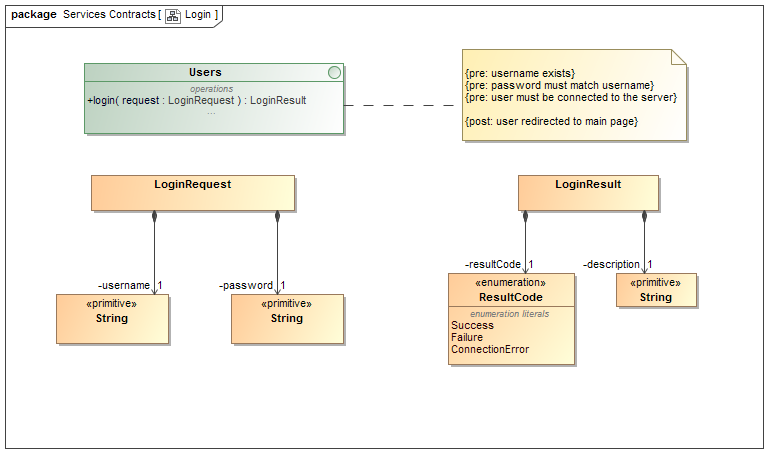 package Services Contracts [ Login ]
Users
operations
+login( request : LoginRequest ) : LoginResult
...
{pre: username exists}
{pre: password must match username}
{pre: user must be connected to the server}
{post: user redirected to main page}
LoginRequest
LoginResult
-username 1
-password 1
-resultCode 1
-description 1
«primitive»
String
«primitive»
String
«enumeration»
ResultCode
enumeration literals
Success
Failure
ConnectionError
«primitive»
String